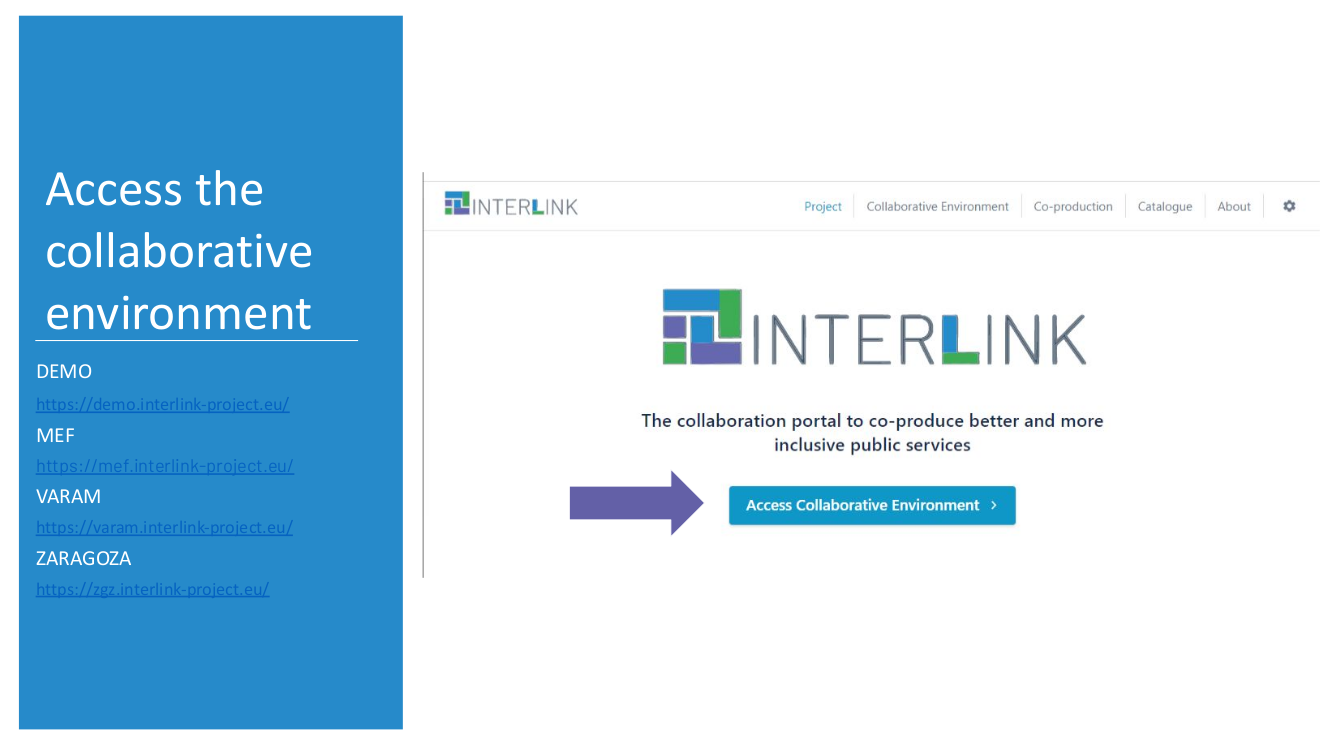 Access the
collaborative
environment
DEMO
https://demo.interlink-project.eu/
MEF
https://mef.interlink-project.eu/
VARAM
https://varam.interlink-project.eu/
ZARAGOZA
https://zgz.interlink-project.eu/
INTERLINK
Project Collaborative Environment Co-production Catalogue About
INTERLINK
The collaboration portal to co-produce better and more
inclusive public services
Access Collaborative Environment >